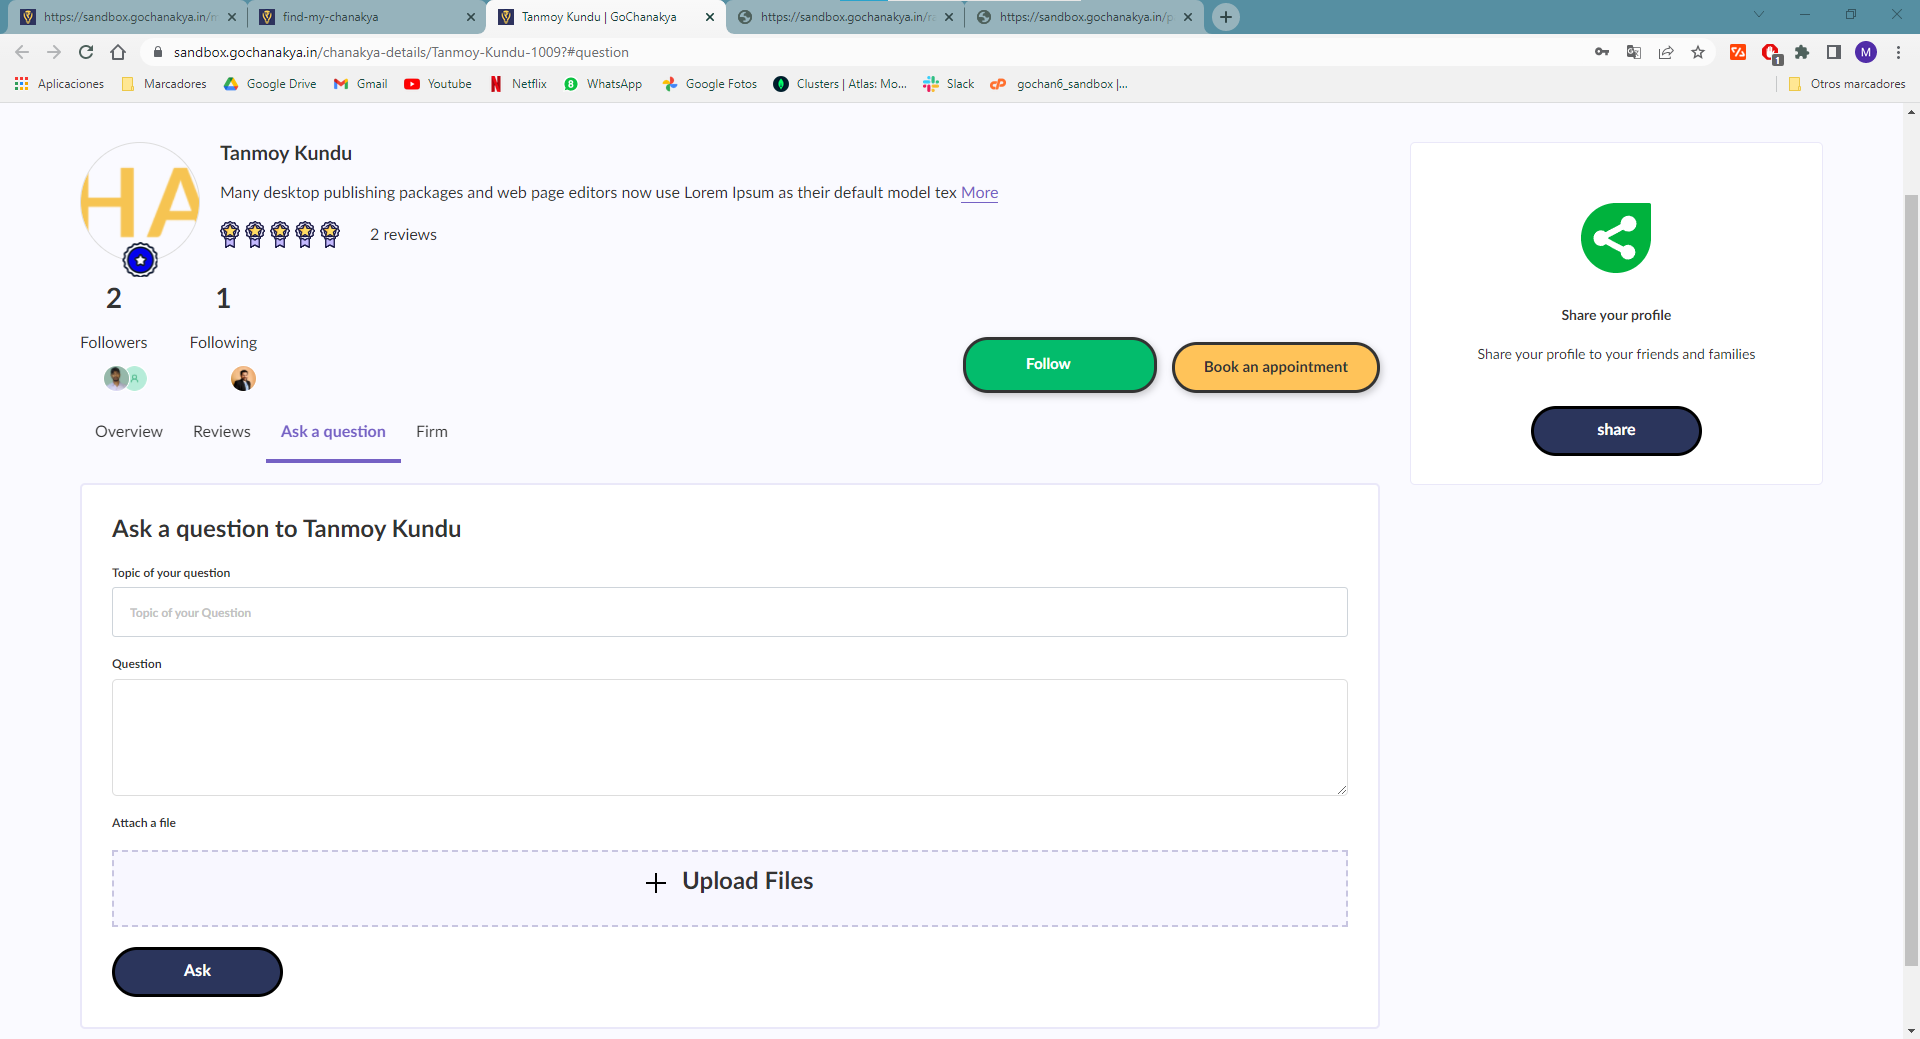 https://sandbox.gochanakya.in/m
find-my-chanakya
Tanmoy Kundu | GoChanakya
https://sandbox.gochanakya.in/ra
https://sandbox.gochanakya.in/p
sandbox.gochanakya.in/chanakya-details/Tanmoy-Kundu-1009?#question
1
M
Aplicaciones
Marcadores
Google Drive
Gmail
Youtube
Netflix
8
WhatsApp
Google Fotos
Clusters | Atlas: Mo...
Slack
gochan6_sandbox |...
Otros marcadores
HA
Tanmoy Kundu
Many desktop publishing packages and web page editors now use Lorem Ipsum as their default model tex More
2 reviews
2
1
Followers
Following
Follow
Book an appointment
Share your profile
Share your profile to your friends and families
share
Overview
Reviews
Ask a question
Firm
Ask a question to Tanmoy Kundu
Topic of your question
Topic of your Question
Question
Attach a file
+ Upload Files
Ask